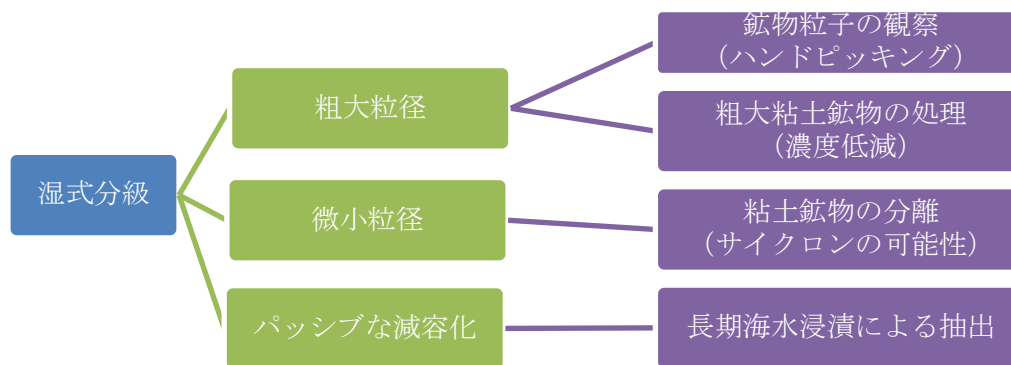 湿式分級
粗大粒径
鉱物粒子の観察
（ハンドピッキング）
粗大粘土鉱物の処理
（濃度低減）
微小粒径
粘土鉱物の分離
（サイクロンの可能性）
パッシブな減容化
長期海水浸漬による抽出